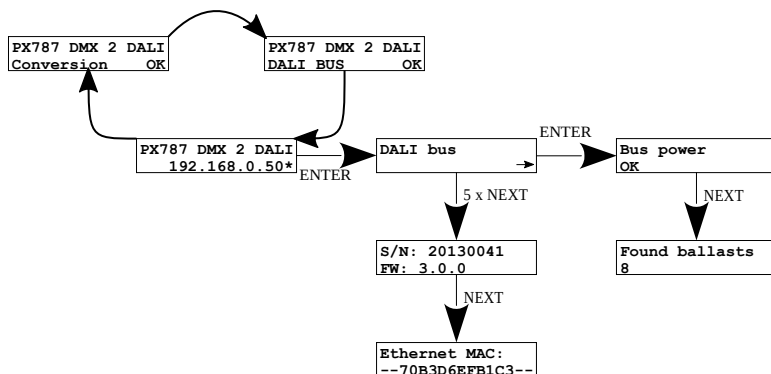 PX787 DMX 2 DALI
Conversion OK
PX787 DMX 2 DALI
DALI BUS OK
PX787 DMX 2 DALI
192.168.0.50*
ENTER
DALI bus
ENTER
Bus power
OK
5 x NEXT
NEXT
S/N: 20130041
FW: 3.0.0
Found ballasts
8
NEXT
Ethernet MAC:
--70B3D6EFB1C3--